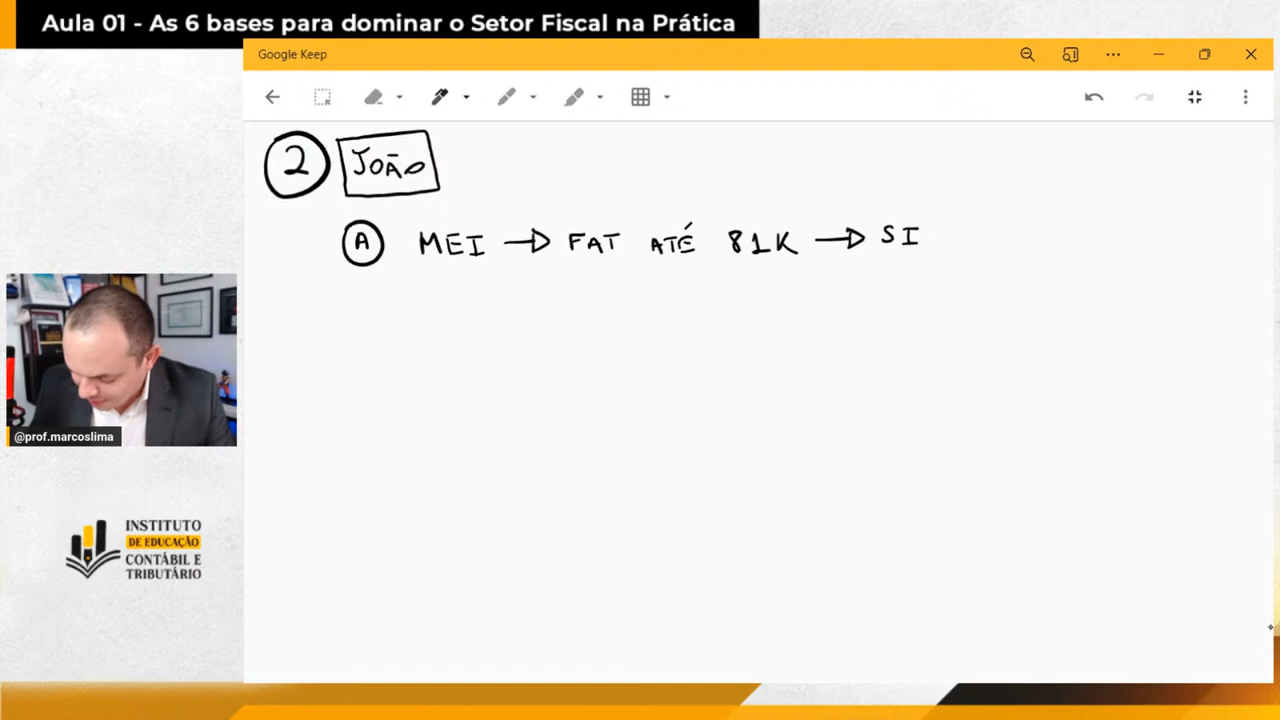 Aula 01 - As 6 bases para dominar o Setor Fiscal na Prática
Google Keep
2 JOÃO
A MEI → FAT ATÉ 81K → SI
@prof.marcoslima
INSTITUTO
DE EDUCAÇÃO
CONTÁBIL E
TRIBUTÁRIO